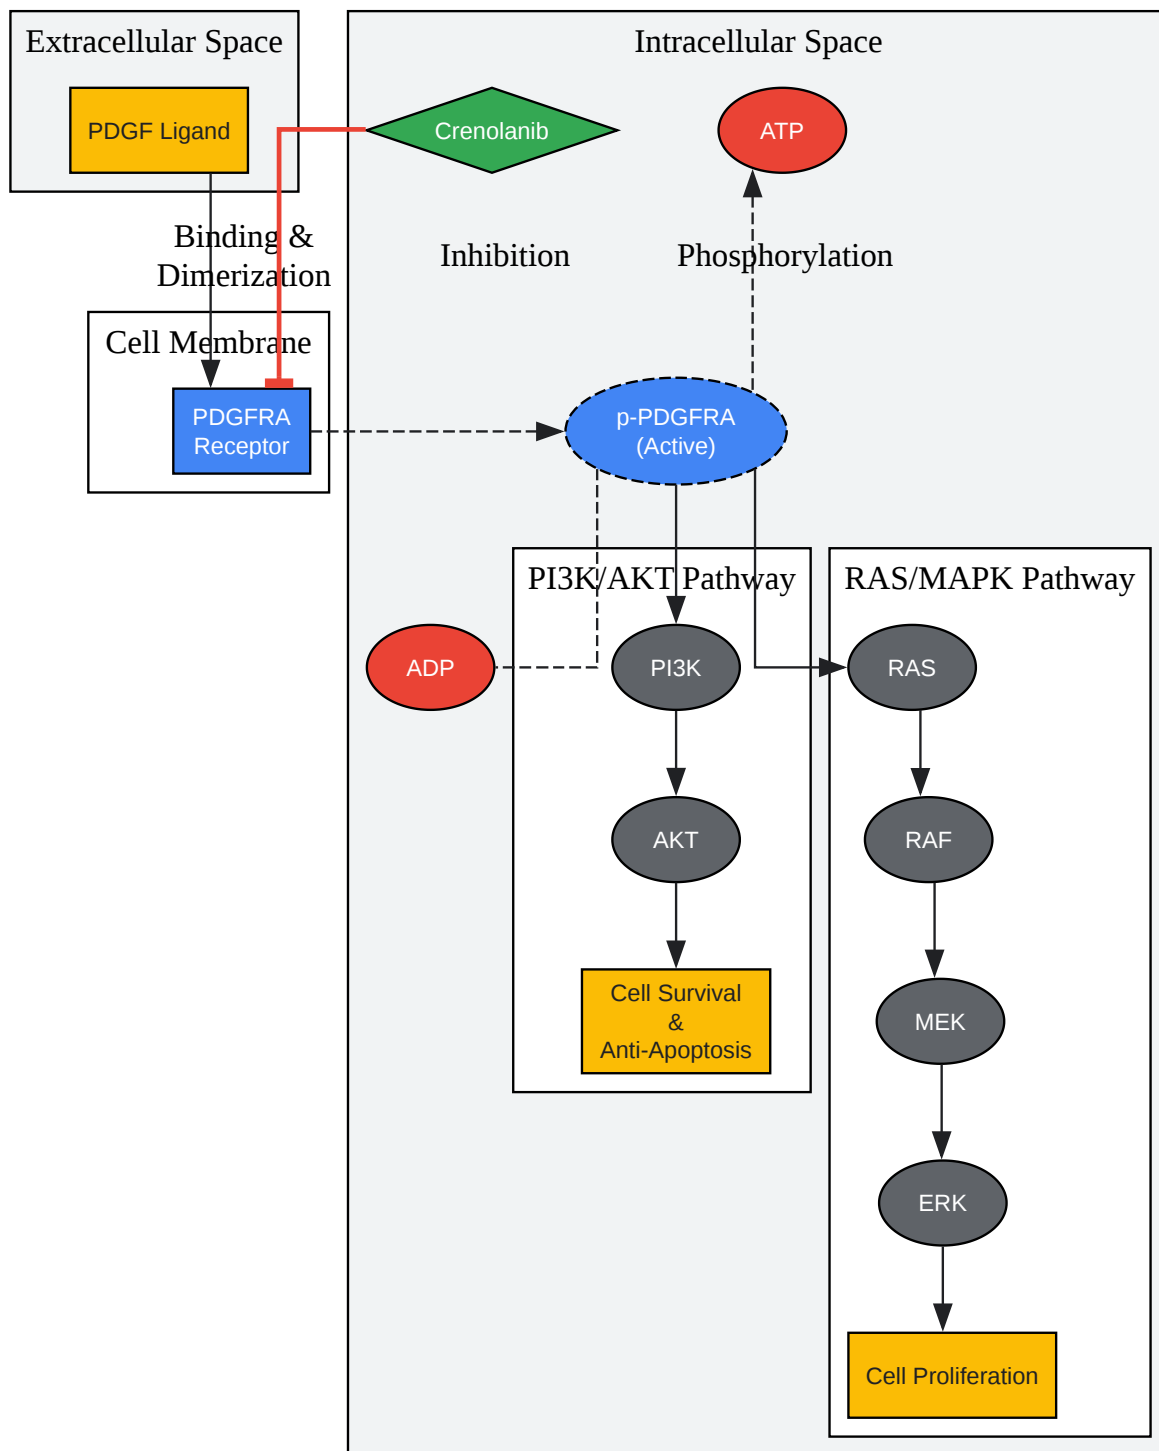 Extracellular Space
Intracellular Space
PDGF Ligand
Crenolanib
ATP
Binding &
Dimerization
Inhibition
Phosphorylation
Cell Membrane
PDGFRA
Receptor
p-PDGFRA
(Active)
PI3K/AKT Pathway
RAS/MAPK Pathway
ADP
PI3K
RAS
AKT
RAF
Cell Survival
&
Anti-Apoptosis
MEK
ERK
Cell Proliferation